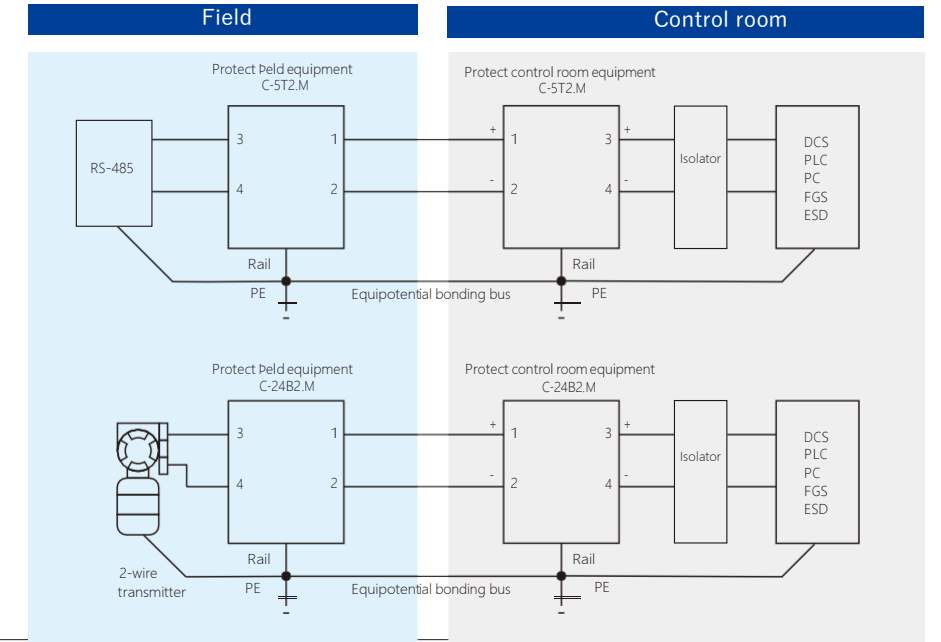 Field
Control room
Protect Þeld equipment
C-5T2.M
Protect control room equipment
C-5T2.M
RS-485
3
1
4
2
+
1
-
2
3
+
4
-
Isolator
DCS
PLC
PC
FGS
ESD
Rail
PE
Equipotential bonding bus
Rail
PE
Protect Þeld equipment
C-24B2.M
Protect control room equipment
C-24B2.M
3
1
4
2
+
1
-
2
3
+
4
-
Isolator
DCS
PLC
PC
FGS
ESD
2-wire
transmitter
Rail
PE
Equipotential bonding bus
Rail
PE